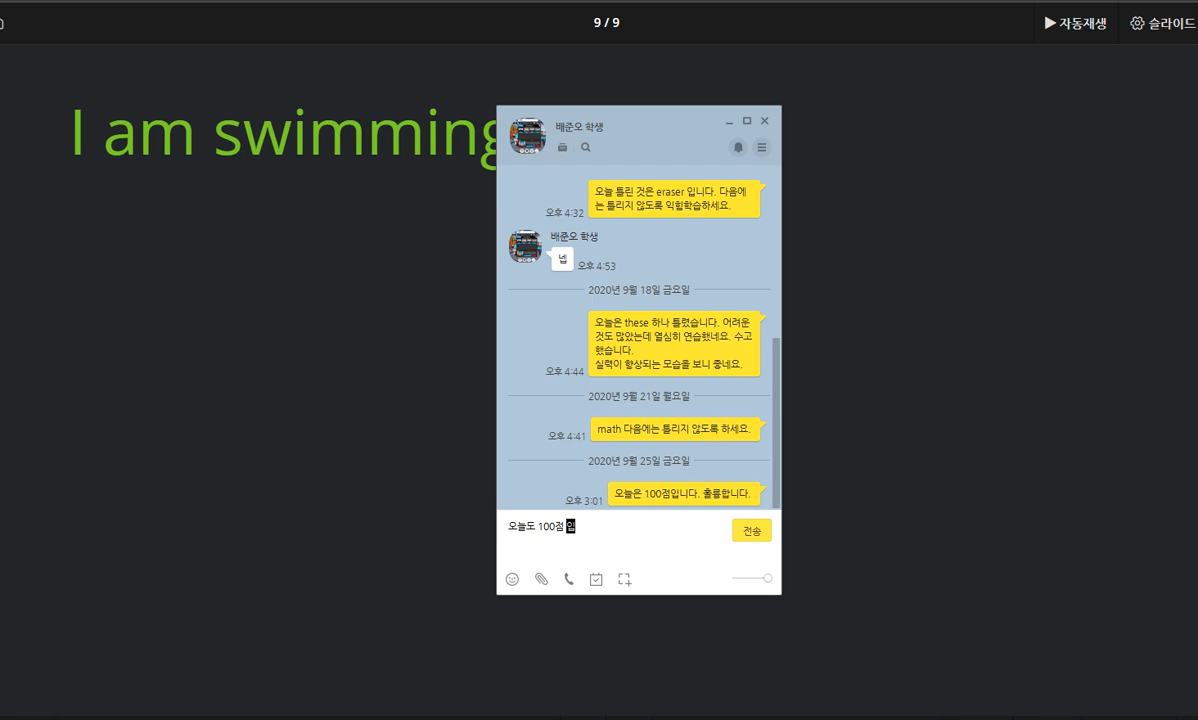 9 / 9
자동재생
슬라이드
I am swimming
배준오 학생
오늘 틀린 것은 eraser 입니다. 다음에
는 틀리지 않도록 익힘학습하세요.
오후 4:32
배준오 학생
넵
오후 4:53
2020년 9월 18일 금요일
오늘은 these 하나 틀렸습니다. 어려운
것도 많았는데 열심히 연습했네요. 수고
했습니다.
실력이 향상되는 모습을 보니 좋네요.
오후 4:44
2020년 9월 21일 월요일
math 다음에는 틀리지 않도록 하세요.
오후 4:41
2020년 9월 25일 금요일
오늘은 100점입니다. 훌륭합니다.
오후 3:01
오늘도 100점 입
전송